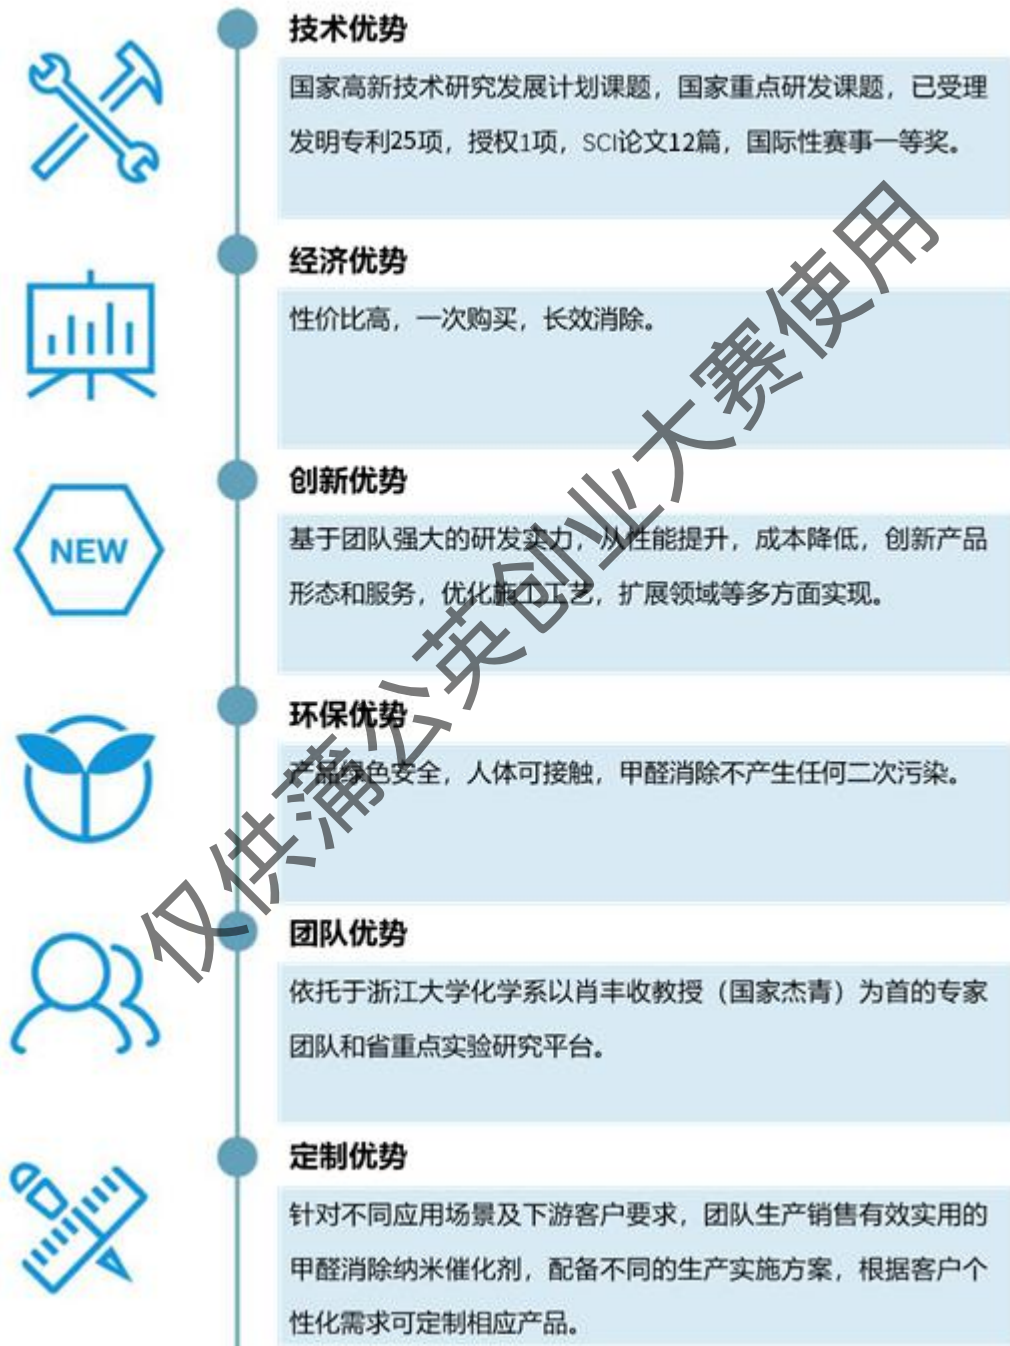 技术优势
国家高新技术研究发展计划课题，国家重点研发课题，已受理
发明专利25项，授权1项，SCI论文12篇，国际性赛事一等奖。
经济优势
性价比高，一次购买，长效消除。
NEW
创新优势
基于团队强大的研发实力，从性能提升，成本降低，创新产品
形态和服务，优化施工工艺，扩展领域等多方面实现。
环保优势
产品绿色安全，人体可接触，甲醛消除不产生任何二次污染。
团队优势
依托于浙江大学化学系以肖丰收教授（国家杰青）为首的专家
团队和省重点实验研究平台。
定制优势
针对不同应用场景及下游客户要求，团队生产销售有效实用的
甲醛消除纳米催化剂，配备不同的生产实施方案，根据客户个
性化需求可定制相应产品。
仅供蒲公英创业大赛使用